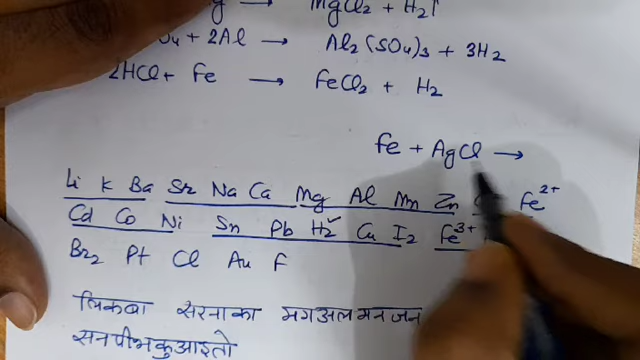 MgCl₂ + H₂↑
+ 2Al → Al₂(SO₄)₃ + 3H₂
2HCl + Fe → FeCl₂ + H₂
Fe + AgCl →
Li K Ba Sr Na Ca Mg Al Mn Zn Fe²⁺
Cd Co Ni Sn Pb H₂ Cu I₂ Fe³⁺
Br₂ Pt Cl Au F
लिकबा सरनाका मगअलमनजन
सनपीभकुआइतो